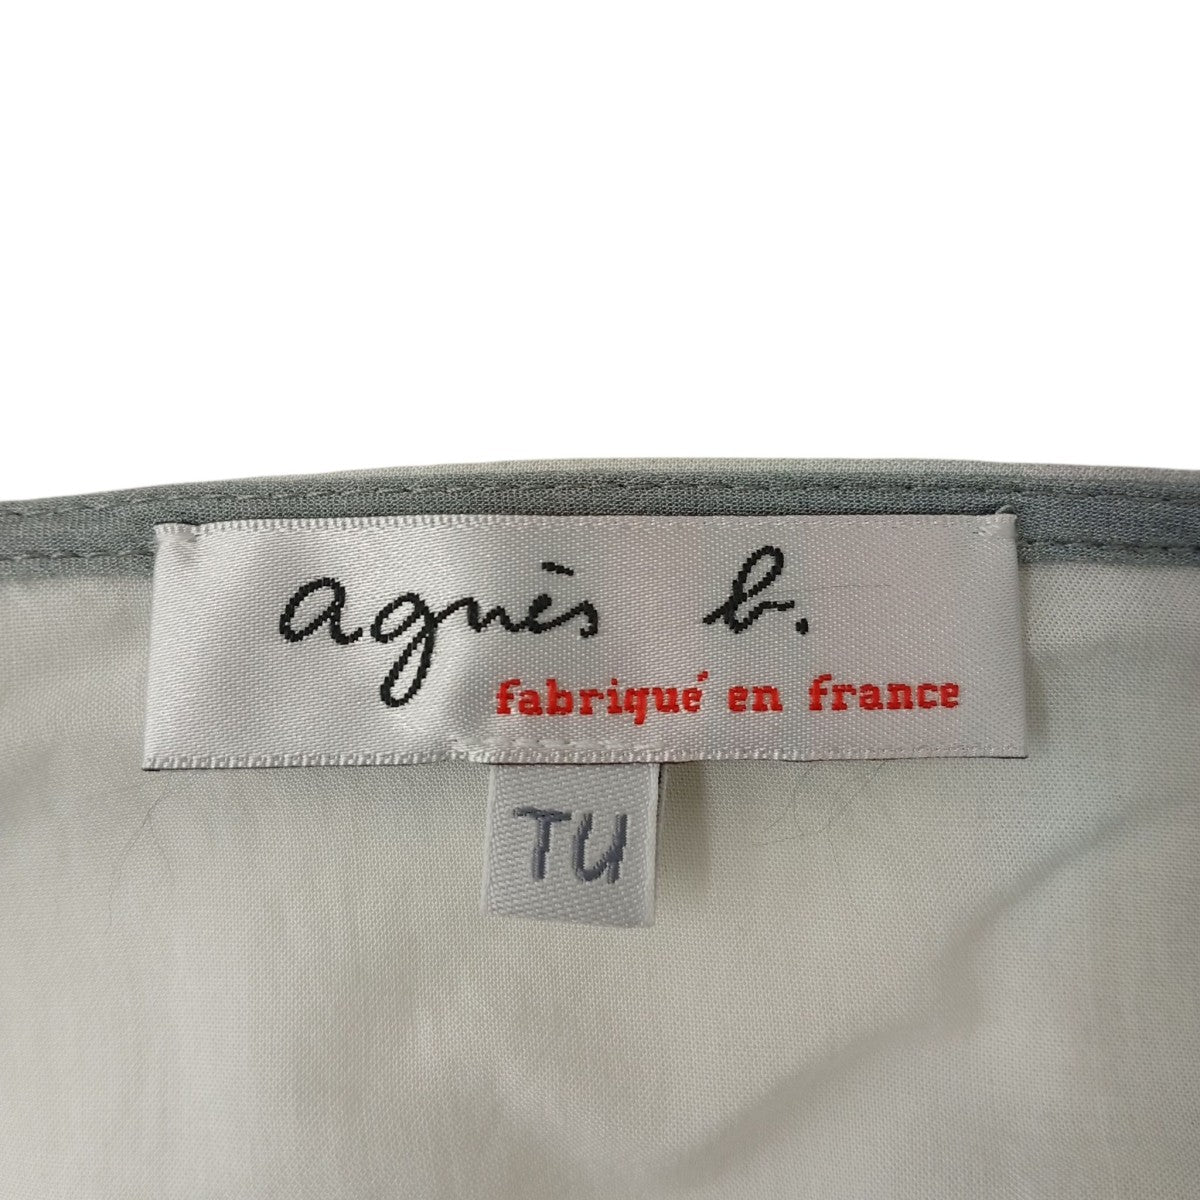 agnès b.
fabriqué en france
TU